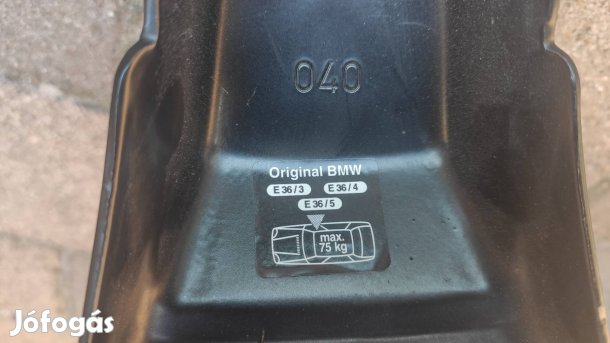 040
Original BMW
E 36/3 E 36/4
E 36/5
max.
75 kg
Jófogás